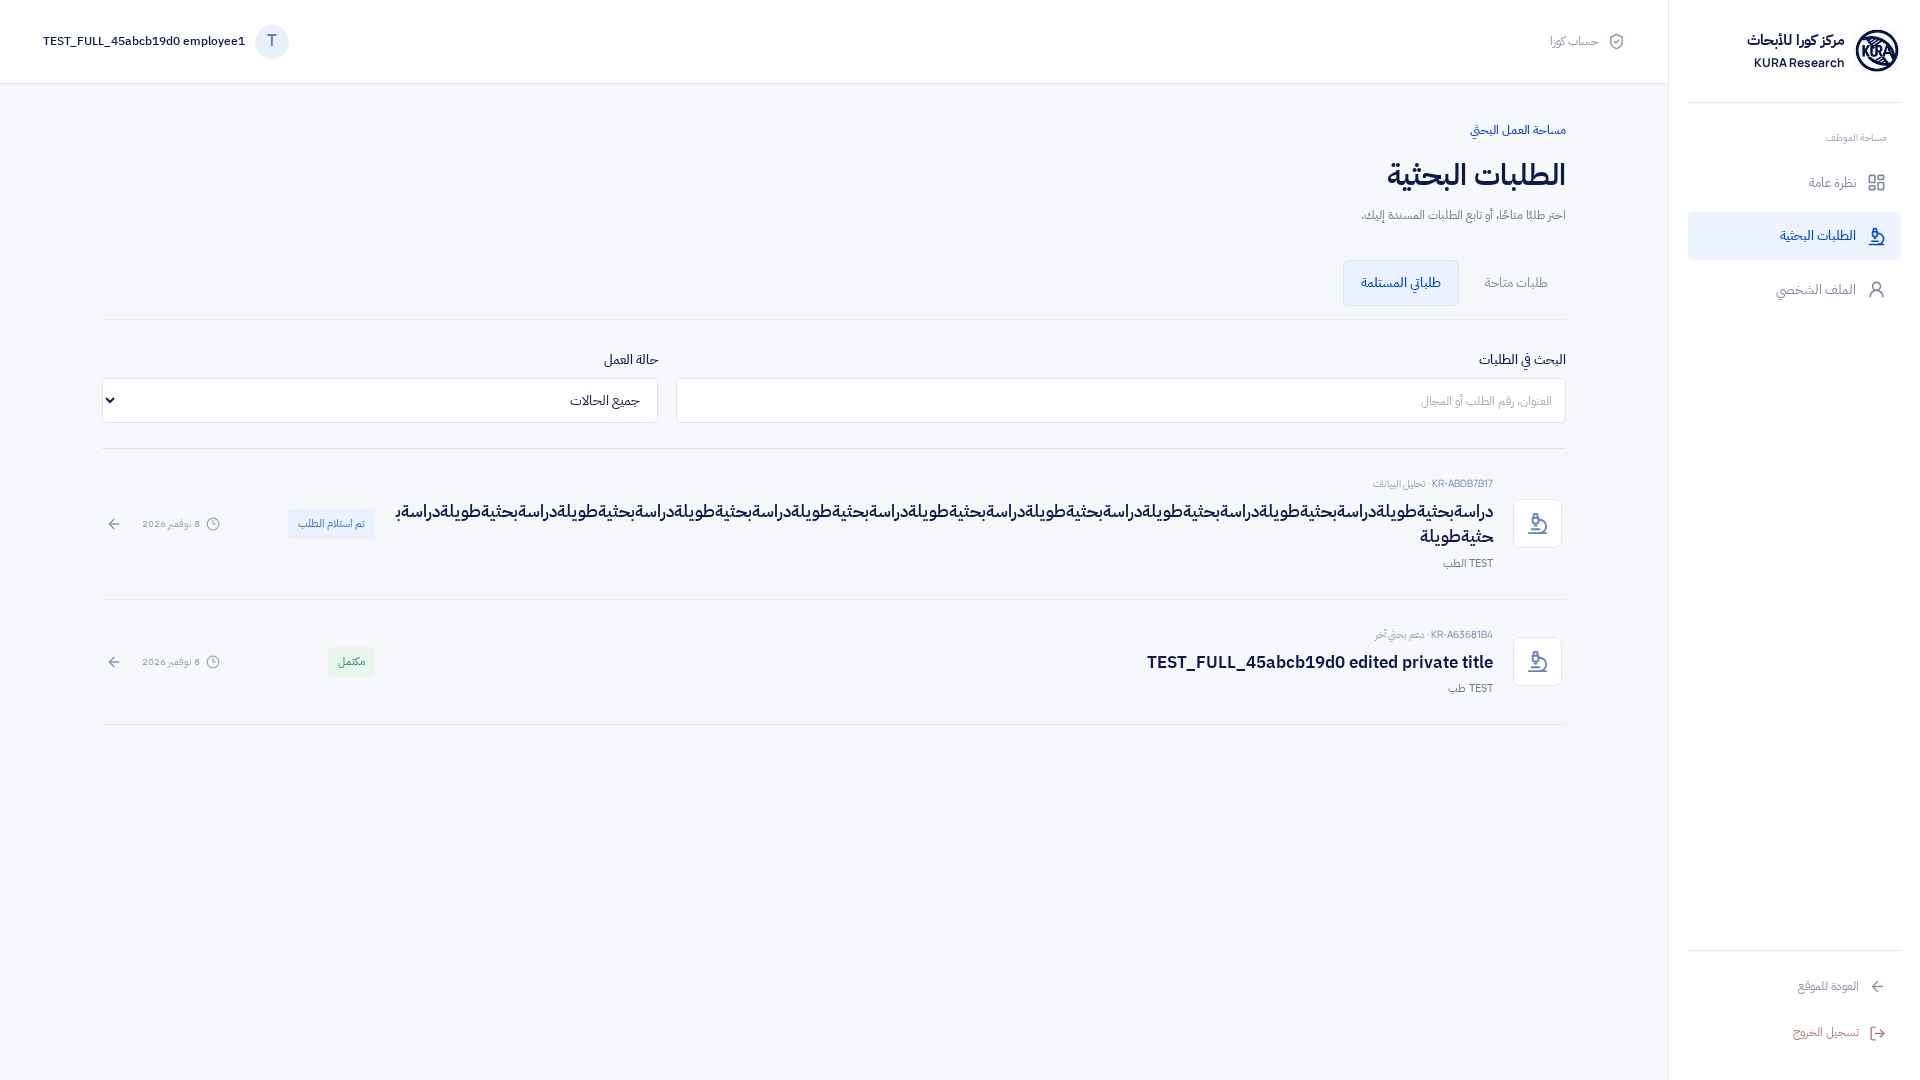 مركز كورا للأبحاث
KURA Research
KURA
مساحة الموظف
نظرة عامة
الطلبات البحثية
الملف الشخصي
العودة للموقع
تسجيل الخروج
حساب كورا
T
TEST_FULL_45abcb19d0 employee1
مساحة العمل البحثي
الطلبات البحثية
اختر طلبًا متاحًا، أو تابع الطلبات المسندة إليك.
طلبات متاحة
طلباتي المستلمة
البحث في الطلبات
العنوان، رقم الطلب أو المجال
حالة العمل
جميع الحالات
KR-ABDB7B17 · تحليل البيانات
دراسةبحثيةطويلةدراسةبحثيةطويلةدراسةبحثيةطويلةدراسةبحثيةطويلةدراسةبحثيةطويلةدراسةبحثيةطويلةدراسةبحثيةطويلةدراسةبحثيةطويلةدراسةبحثيةطويلةدراسةب
حثيةطويلة
TEST الطب
تم استلام الطلب
8 نوفمبر 2026
KR-A63681B4 · دعم بحثي آخر
TEST_FULL_45abcb19d0 edited private title
TEST طب
مكتمل
8 نوفمبر 2026